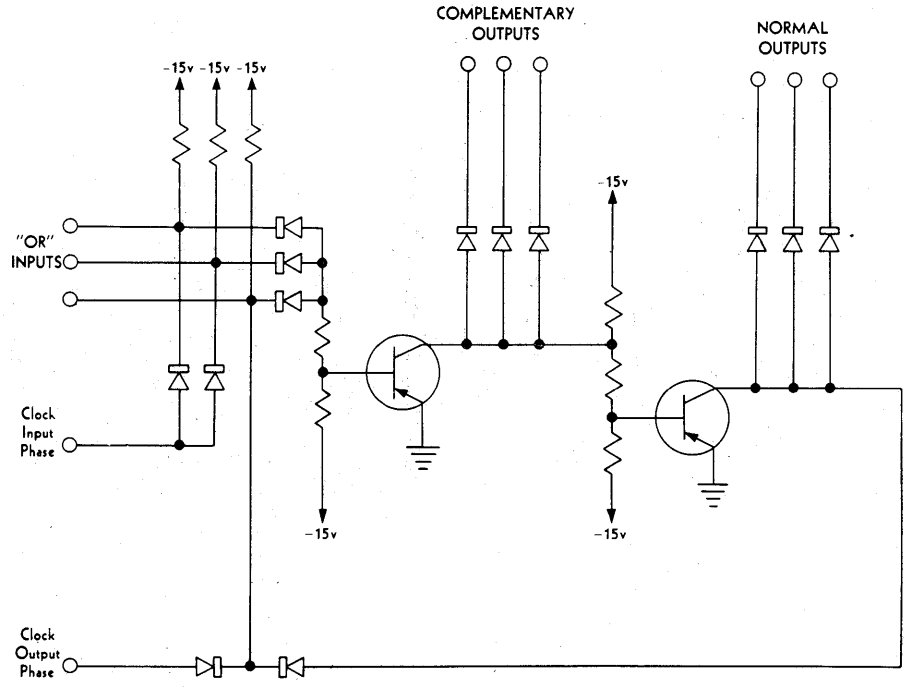 COMPLEMENTARY
OUTPUTS
NORMAL
OUTPUTS
-15v -15v -15v
-15v
"OR"
INPUTS
Clock
Input
Phase
-15v
-15v
Clock
Output
Phase